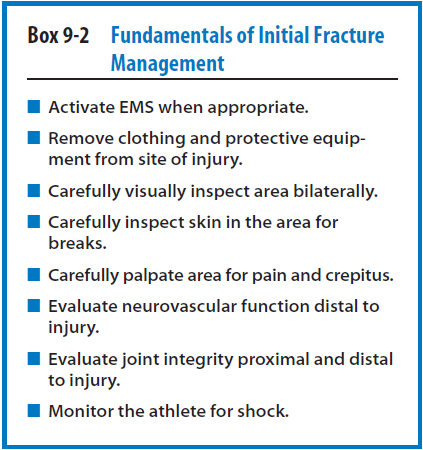 Box 9-2 Fundamentals of Initial Fracture
Management
Activate EMS when appropriate.
Remove clothing and protective equip-
ment from site of injury.
Carefully visually inspect area bilaterally.
Carefully inspect skin in the area for
breaks.
Carefully palpate area for pain and crepitus.
Evaluate neurovascular function distal to
injury.
Evaluate joint integrity proximal and distal
to injury.
Monitor the athlete for shock.